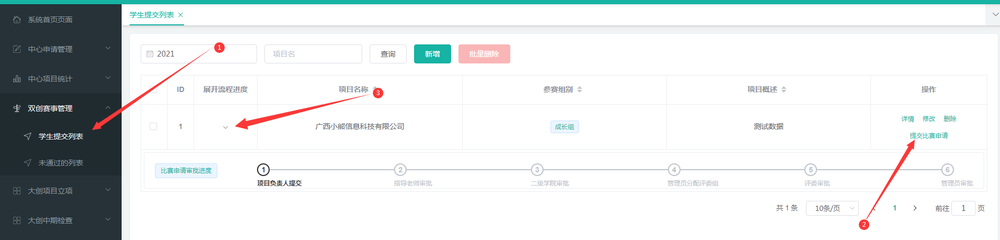 系统首页页面
中心申请管理
中心项目统计
双创赛事管理
学生提交列表
未通过的列表
大创项目立项
大创中期检查
学生提交列表 ×
1
2021
项目名
查询
新增
批量删除
ID
展开流程进度
项目名称
3
参赛组别
项目概述
操作
1
广西小熊信息科技有限公司
成长组
测试数据
详情 修改 删除
提交比赛申请
比赛申请审批进度
1
项目负责人提交
2
指导老师审批
3
二级学院审批
4
管理员分配评委组
5
评委审批
6
管理员审批
共 1 条
10条/页
1
前往 1 页
2